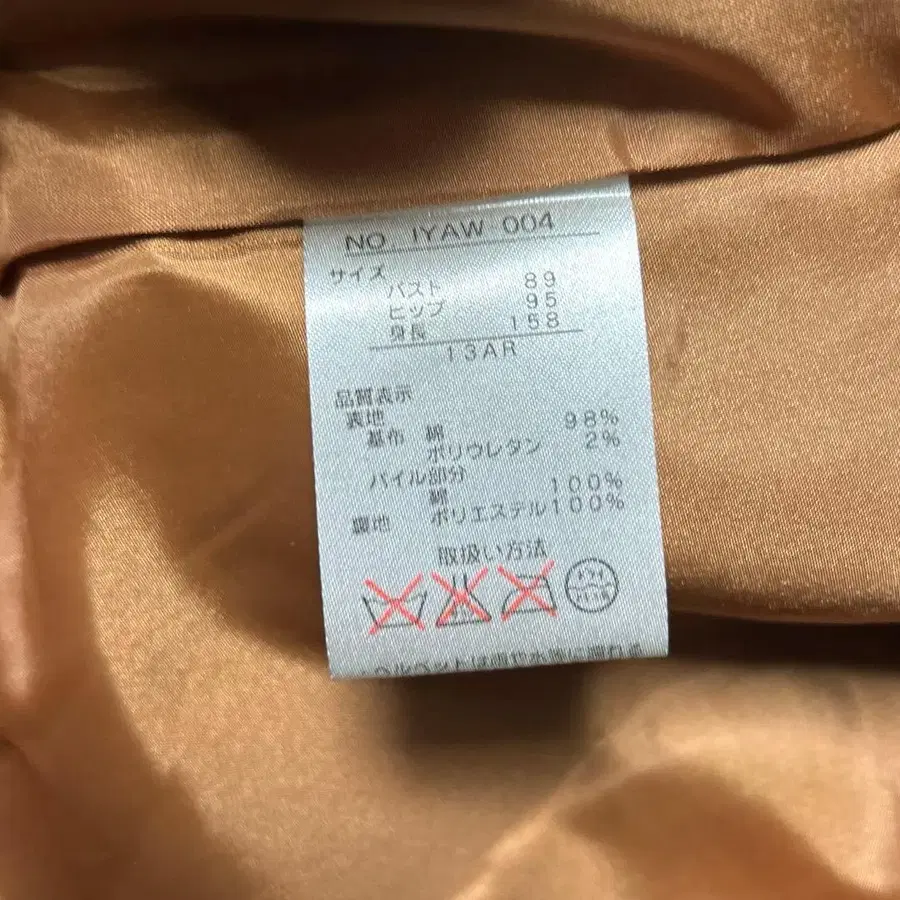 NO. IYAW 004
サイズ
バスト 89
ヒップ 95
身長 158
13AR
品質表示
表地
基布 綿 98%
ポリウレタン 2%
パイル部分
綿 100%
裏地 ポリエステル100%
取扱い方法
ドライ